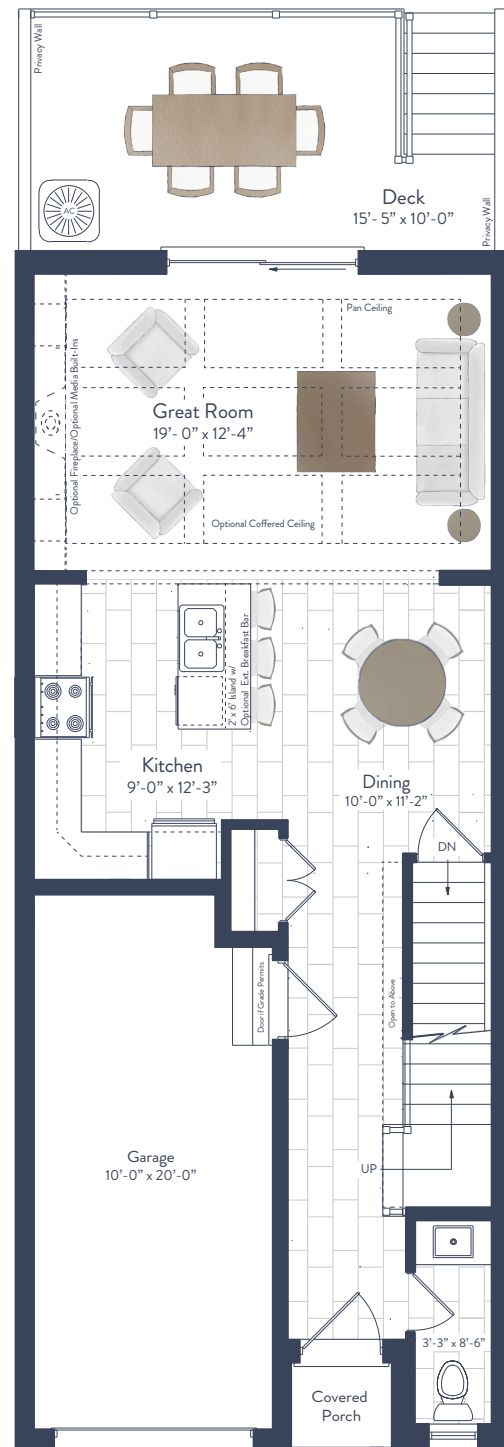 Privacy Wall
AC
Deck
15'- 5" x 10'-0"
Privacy Wall
Pan Ceiling
Optional Fireplace/Optional Media Built-Ins
Great Room
19'- 0" x 12'-4"
Optional Coffered Ceiling
2' x 6' Island w/
Optional Ext. Breakfast Bar
Kitchen
9'-0" x 12'-3"
Dining
10'-0" x 11'-2"
DN
Door if Grade Permits
Open to Above
Garage
10'-0" x 20'-0"
UP
3'-3" x 8'-6"
Covered
Porch